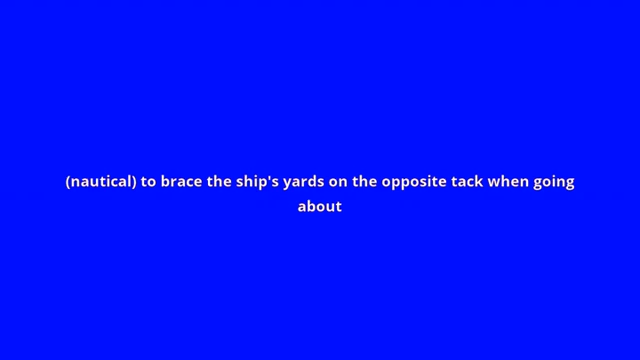 (nautical) to brace the ship's yards on the opposite tack when going
about